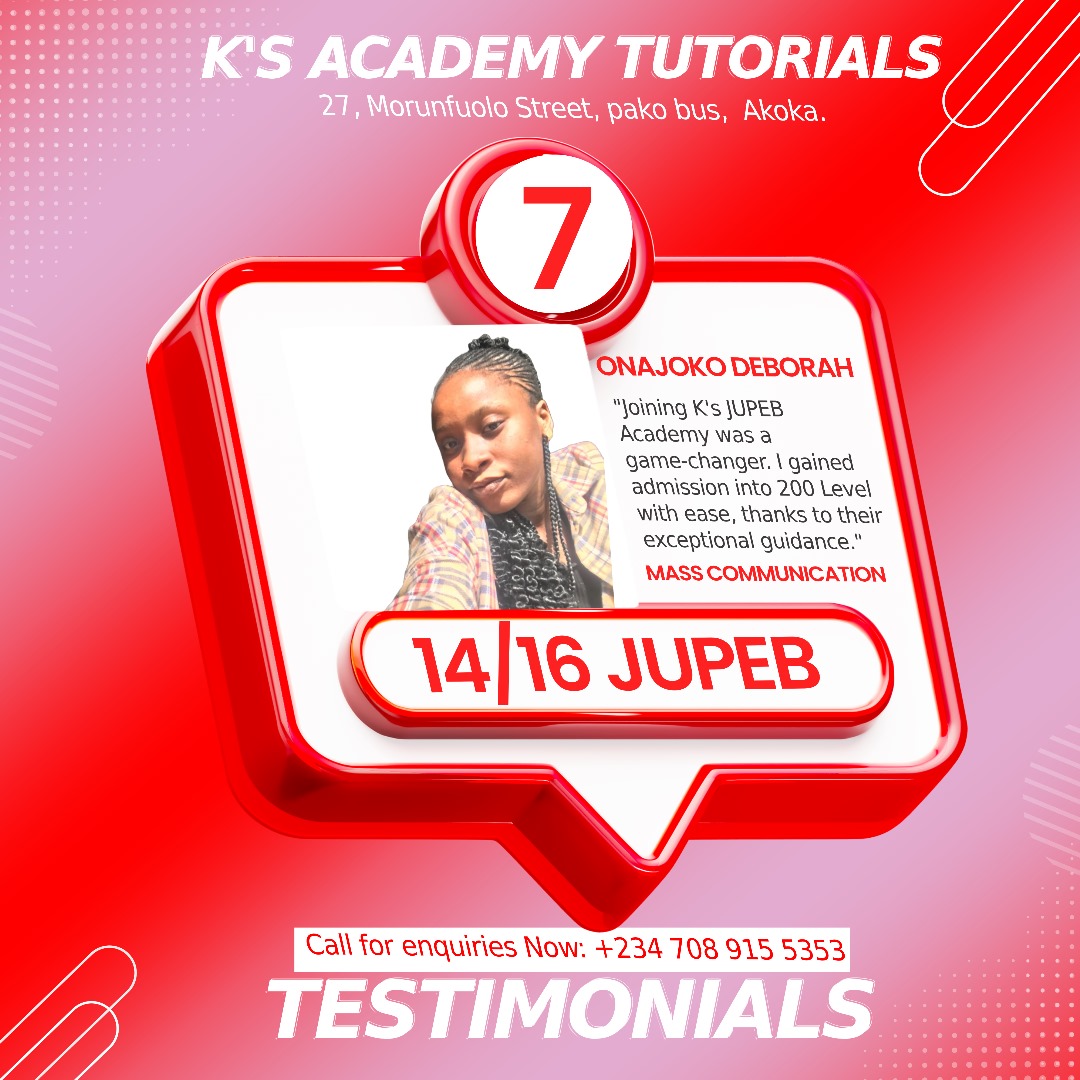 K'S ACADEMY TUTORIALS
27, Morunfuolo Street, pako bus, Akoka.
7
ONAJOKO DEBORAH
"Joining K's JUPEB
Academy was a
game-changer. I gained
admission into 200 Level
with ease, thanks to their
exceptional guidance."
MASS COMMUNICATION
14/16 JUPEB
Call for enquiries Now: +234 708 915 5353
TESTIMONIALS